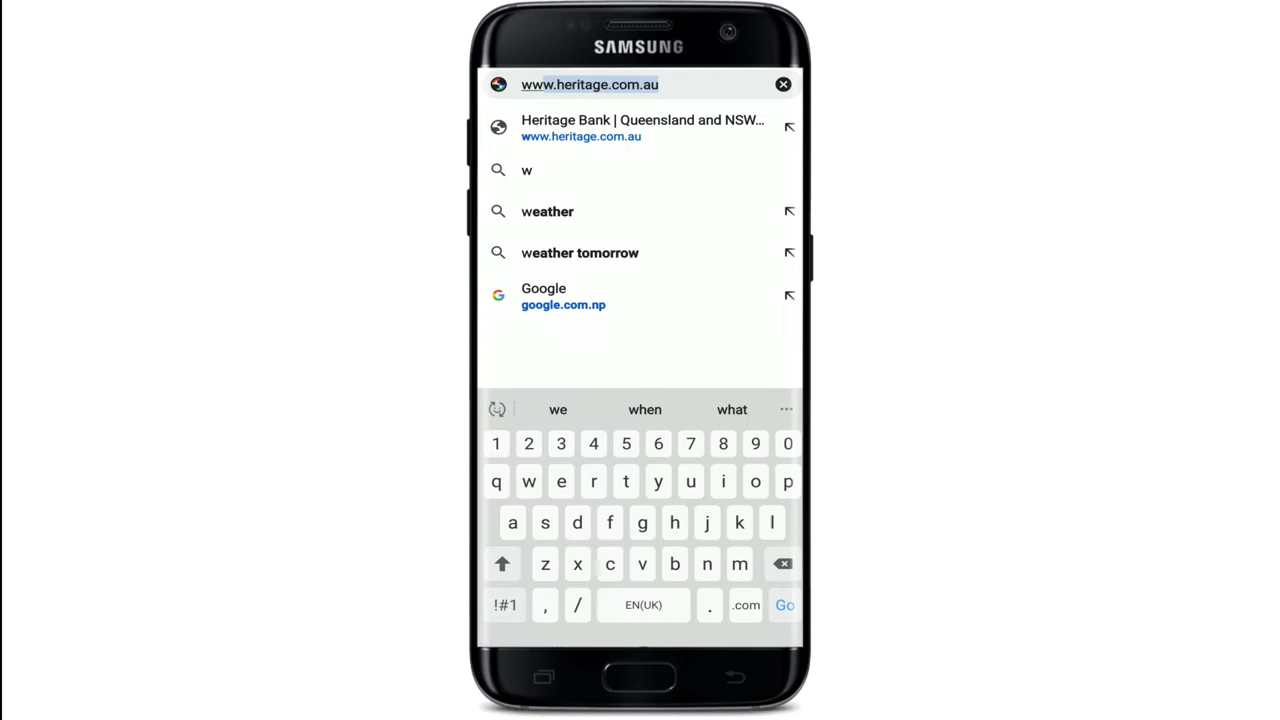 SAMSUNG
www.heritage.com.au
Heritage Bank | Queensland and NSW...
www.heritage.com.au
w
weather
weather tomorrow
Google
google.com.np
we when what
1 2 3 4 5 6 7 8 9 0
q w e r t y u i o p
a s d f g h j k l
z x c v b n m
!#1 , / EN(UK) . .com Go